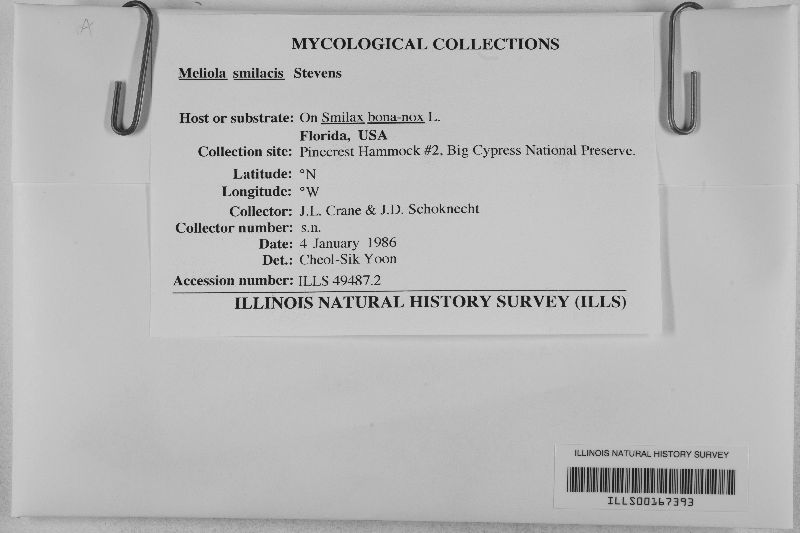 A
MYCOLOGICAL COLLECTIONS
Meliola smilacis Stevens
Host or substrate: On Smilax bona-nox L.
Florida, USA
Collection site: Pinecrest Hammock #2, Big Cypress National Preserve.
Latitude: °N
Longitude: °W
Collector: J.L. Crane & J.D. Schoknecht
Collector number: s.n.
Date: 4 January 1986
Det.: Cheol-Sik Yoon
Accession number: ILLS 49487.2
ILLINOIS NATURAL HISTORY SURVEY (ILLS)
ILLINOIS NATURAL HISTORY SURVEY
ILLS00167393